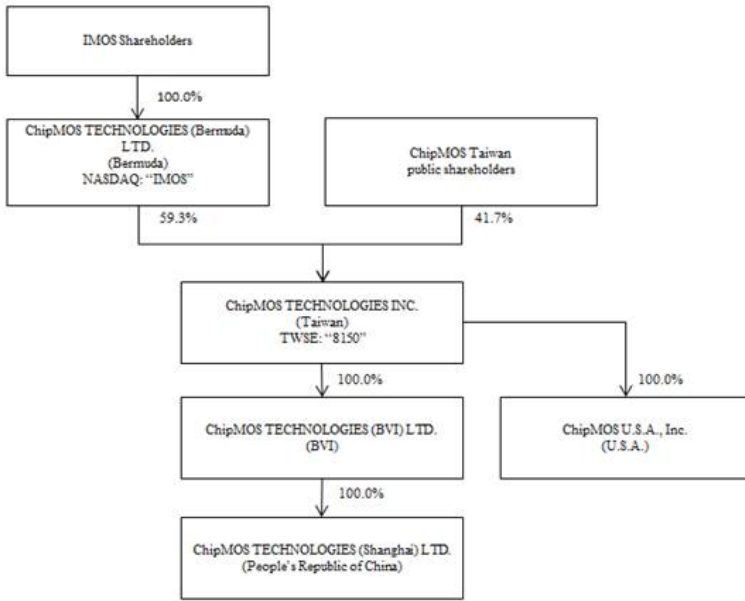 IMOS Shareholders
100.0%
ChipMOS TECHNOLOGIES (Bermuda)
LTD.
(Bermuda)
NASDAQ: “IMOS”
ChipMOS Taiwan
public shareholders
59.3%
41.7%
ChipMOS TECHNOLOGIES INC.
(Taiwan)
TWSE: “8150”
100.0%
100.0%
ChipMOS TECHNOLOGIES (BVI) LTD.
(BVI)
ChipMOS U.S.A., Inc.
(U.S.A.)
100.0%
ChipMOS TECHNOLOGIES (Shanghai) LTD.
(People's Republic of China)